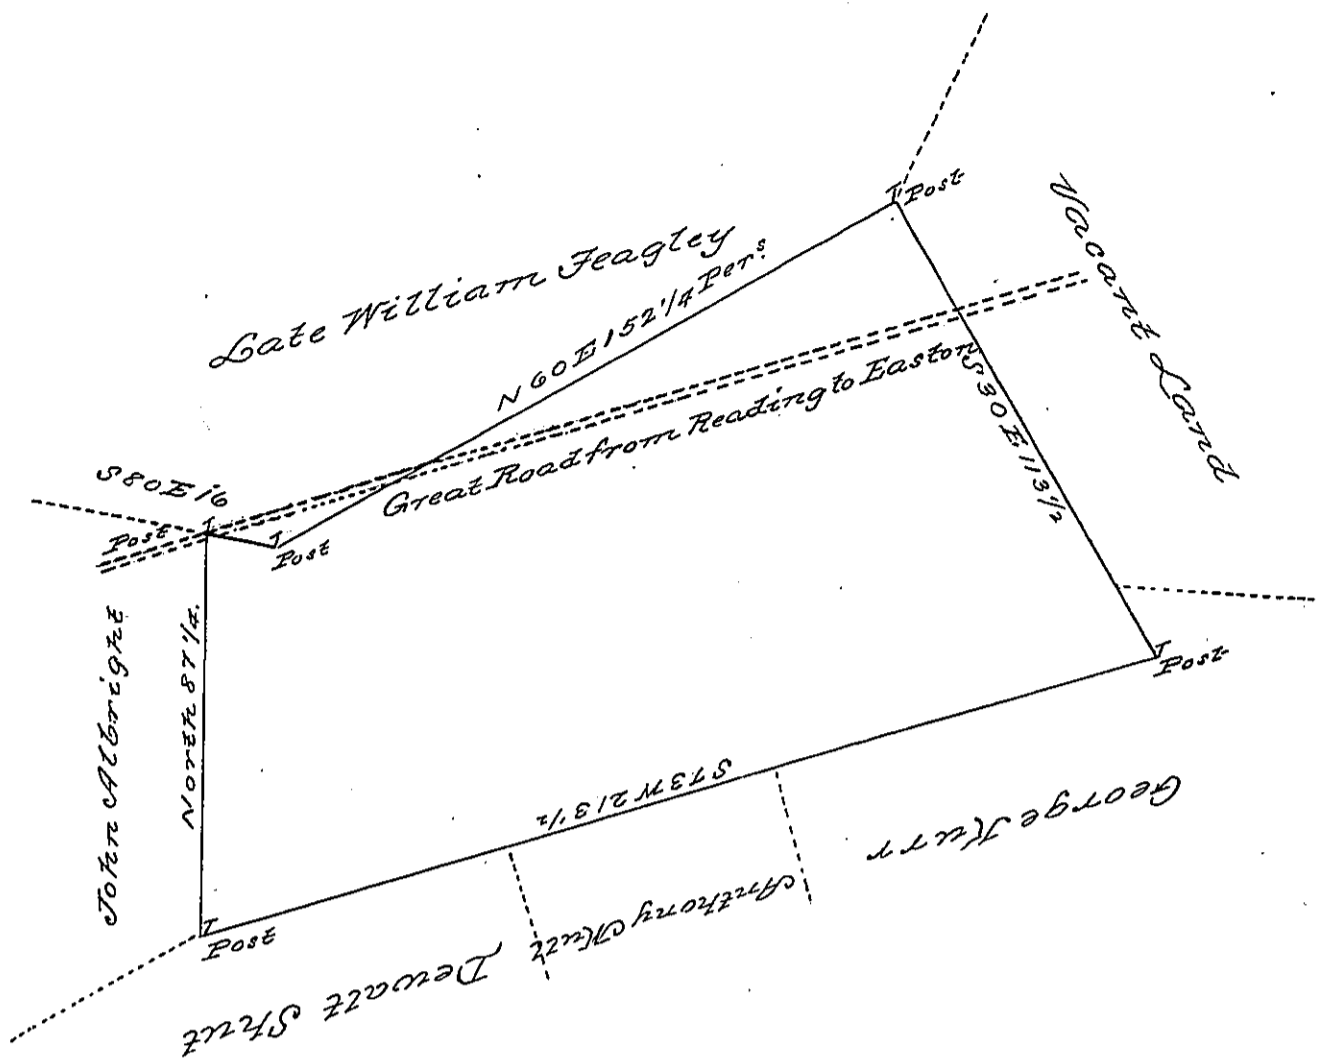 Post
Vacant Land
Late William Feagley
N 60 E 152 1/4 Per.s
Great Road from Reading to Easton
S 30 E 113 1/2
S 80 E 16
Post
Post
John Albright
North 87 1/4.
Post
S 73 W 213 1/2
George Kurr
Anthony Kutz
Dewalt Shutz
Post